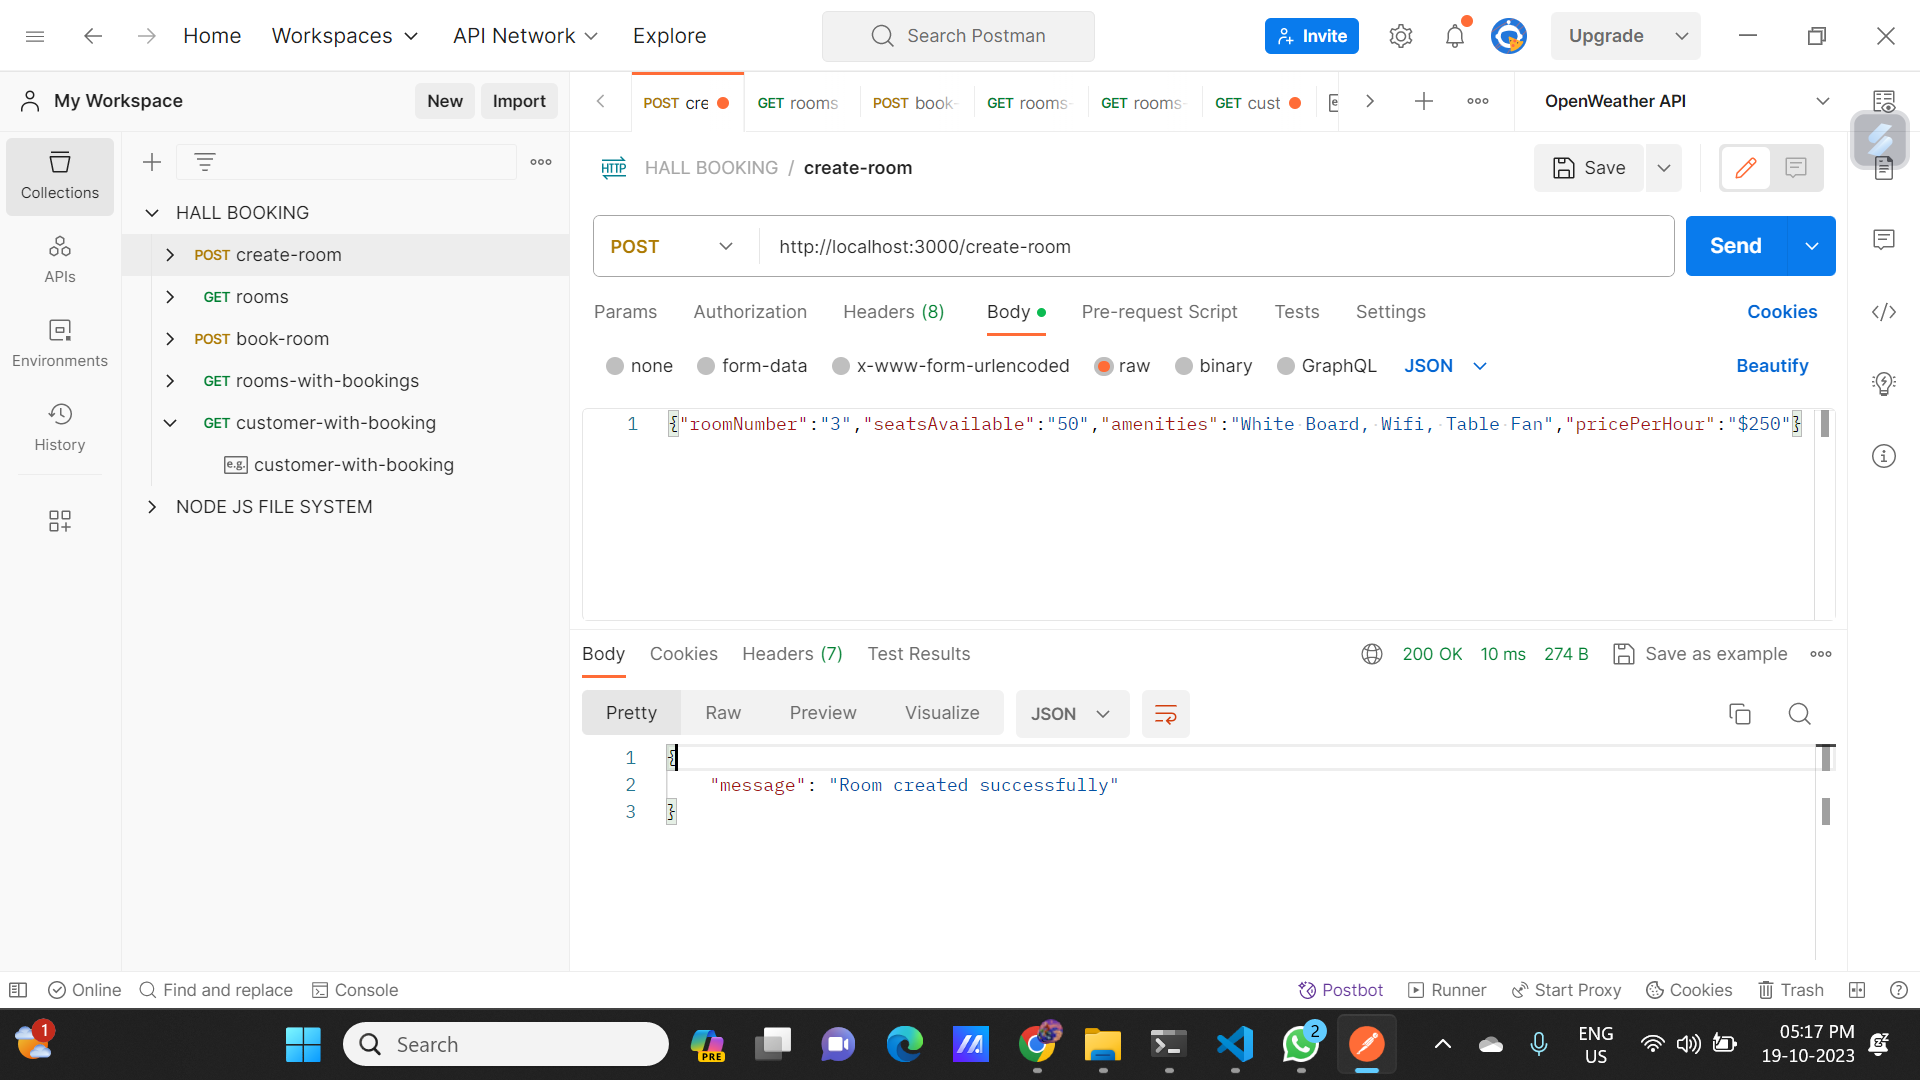 Home
Workspaces
API Network
Explore
Search Postman
Invite
Upgrade
My Workspace
New
Import
POST cre
GET rooms
POST book-
GET rooms-
GET rooms-
GET cust
OpenWeather API
Collections
APIs
Environments
History
HALL BOOKING
POST create-room
GET rooms
POST book-room
GET rooms-with-bookings
GET customer-with-booking
e.g. customer-with-booking
NODE JS FILE SYSTEM
HTTP HALL BOOKING / create-room
Save
POST http://localhost:3000/create-room
Send
Params Authorization Headers (8) Body Pre-request Script Tests Settings
Cookies
none form-data x-www-form-urlencoded raw binary GraphQL JSON
Beautify
1 {"roomNumber":"3","seatsAvailable":"50","amenities":"White Board, Wifi, Table Fan","pricePerHour":"$250"}
Body Cookies Headers (7) Test Results
200 OK 10 ms 274 B Save as example
Pretty Raw Preview Visualize JSON
1 {
2 "message": "Room created successfully"
3 }
Online Find and replace Console
Postbot Runner Start Proxy Cookies Trash
1
Search
PRE
2
ENG
US
05:17 PM
19-10-2023